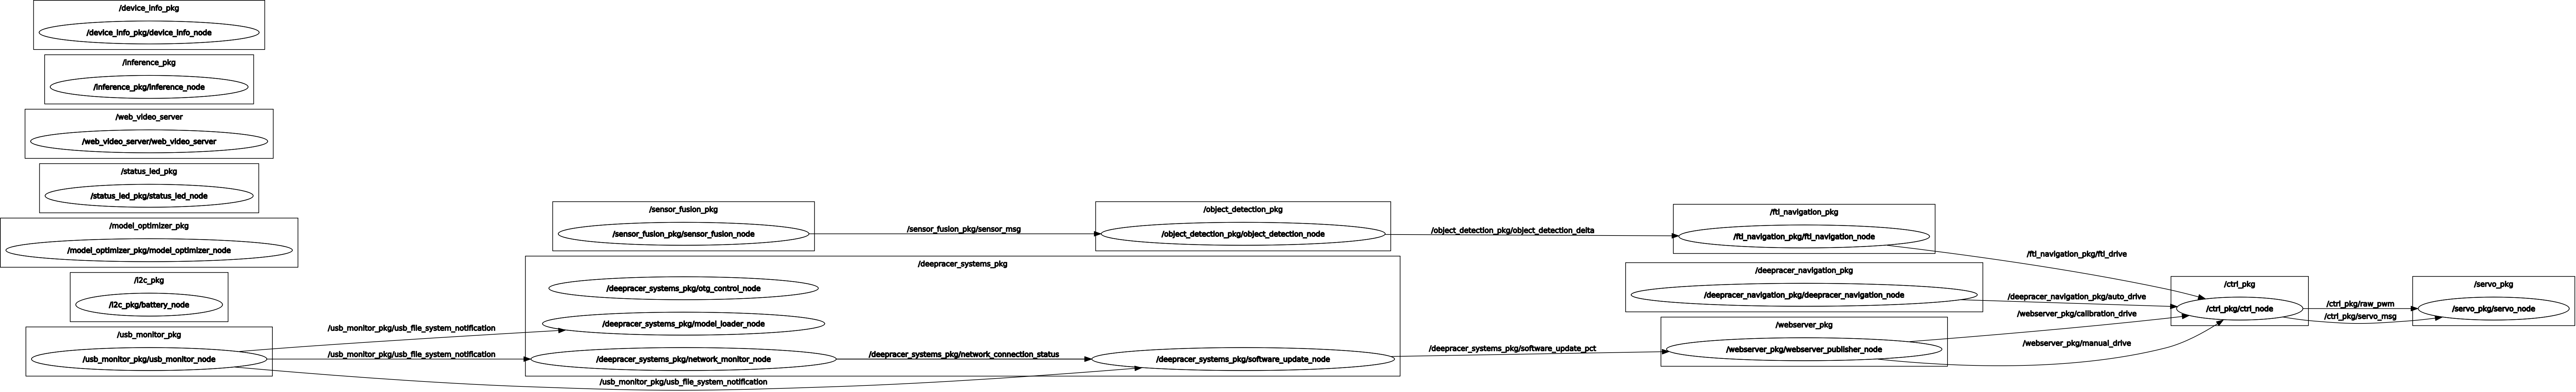 /device_info_pkg
/device_info_pkg/device_info_node
/inference_pkg
/inference_pkg/inference_node
/web_video_server
/web_video_server/web_video_server
/status_led_pkg
/status_led_pkg/status_led_node
/model_optimizer_pkg
/model_optimizer_pkg/model_optimizer_node
/i2c_pkg
/i2c_pkg/battery_node
/usb_monitor_pkg
/usb_monitor_pkg/usb_monitor_node
/usb_monitor_pkg/usb_file_system_notification
/usb_monitor_pkg/usb_file_system_notification
/usb_monitor_pkg/usb_file_system_notification
/sensor_fusion_pkg
/sensor_fusion_pkg/sensor_fusion_node
/sensor_fusion_pkg/sensor_msg
/object_detection_pkg
/object_detection_pkg/object_detection_node
/object_detection_pkg/object_detection_delta
/deepracer_systems_pkg
/deepracer_systems_pkg/otg_control_node
/deepracer_systems_pkg/model_loader_node
/deepracer_systems_pkg/network_monitor_node
/deepracer_systems_pkg/network_connection_status
/deepracer_systems_pkg/software_update_node
/deepracer_systems_pkg/software_update_pct
/ftl_navigation_pkg
/ftl_navigation_pkg/ftl_navigation_node
/ftl_navigation_pkg/ftl_drive
/deepracer_navigation_pkg
/deepracer_navigation_pkg/deepracer_navigation_node
/deepracer_navigation_pkg/auto_drive
/webserver_pkg
/webserver_pkg/webserver_publisher_node
/webserver_pkg/calibration_drive
/webserver_pkg/manual_drive
/ctrl_pkg
/ctrl_pkg/ctrl_node
/ctrl_pkg/raw_pwm
/ctrl_pkg/servo_msg
/servo_pkg
/servo_pkg/servo_node